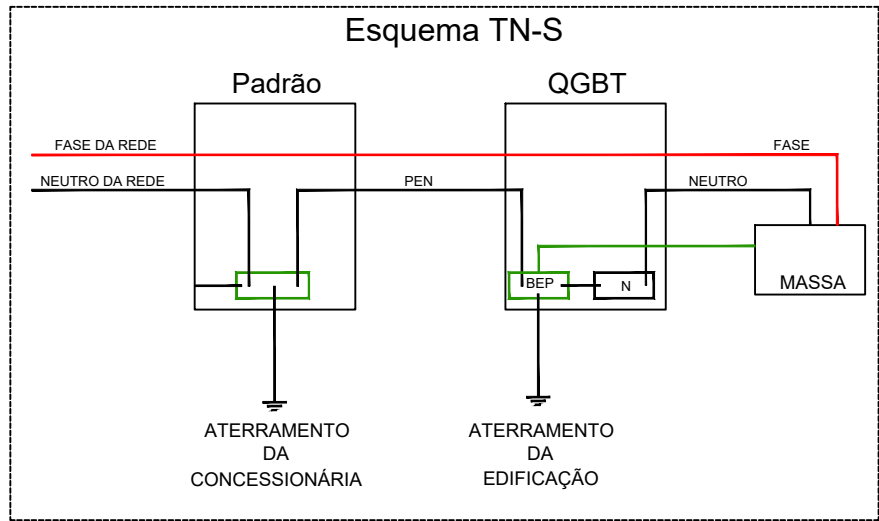 Esquema TN-S
Padrão
QGBT
FASE DA REDE
FASE
NEUTRO DA REDE
PEN
NEUTRO
BEP
N
MASSA
ATERRAMENTO
DA
CONCESSIONÁRIA
ATERRAMENTO
DA
EDIFICAÇÃO